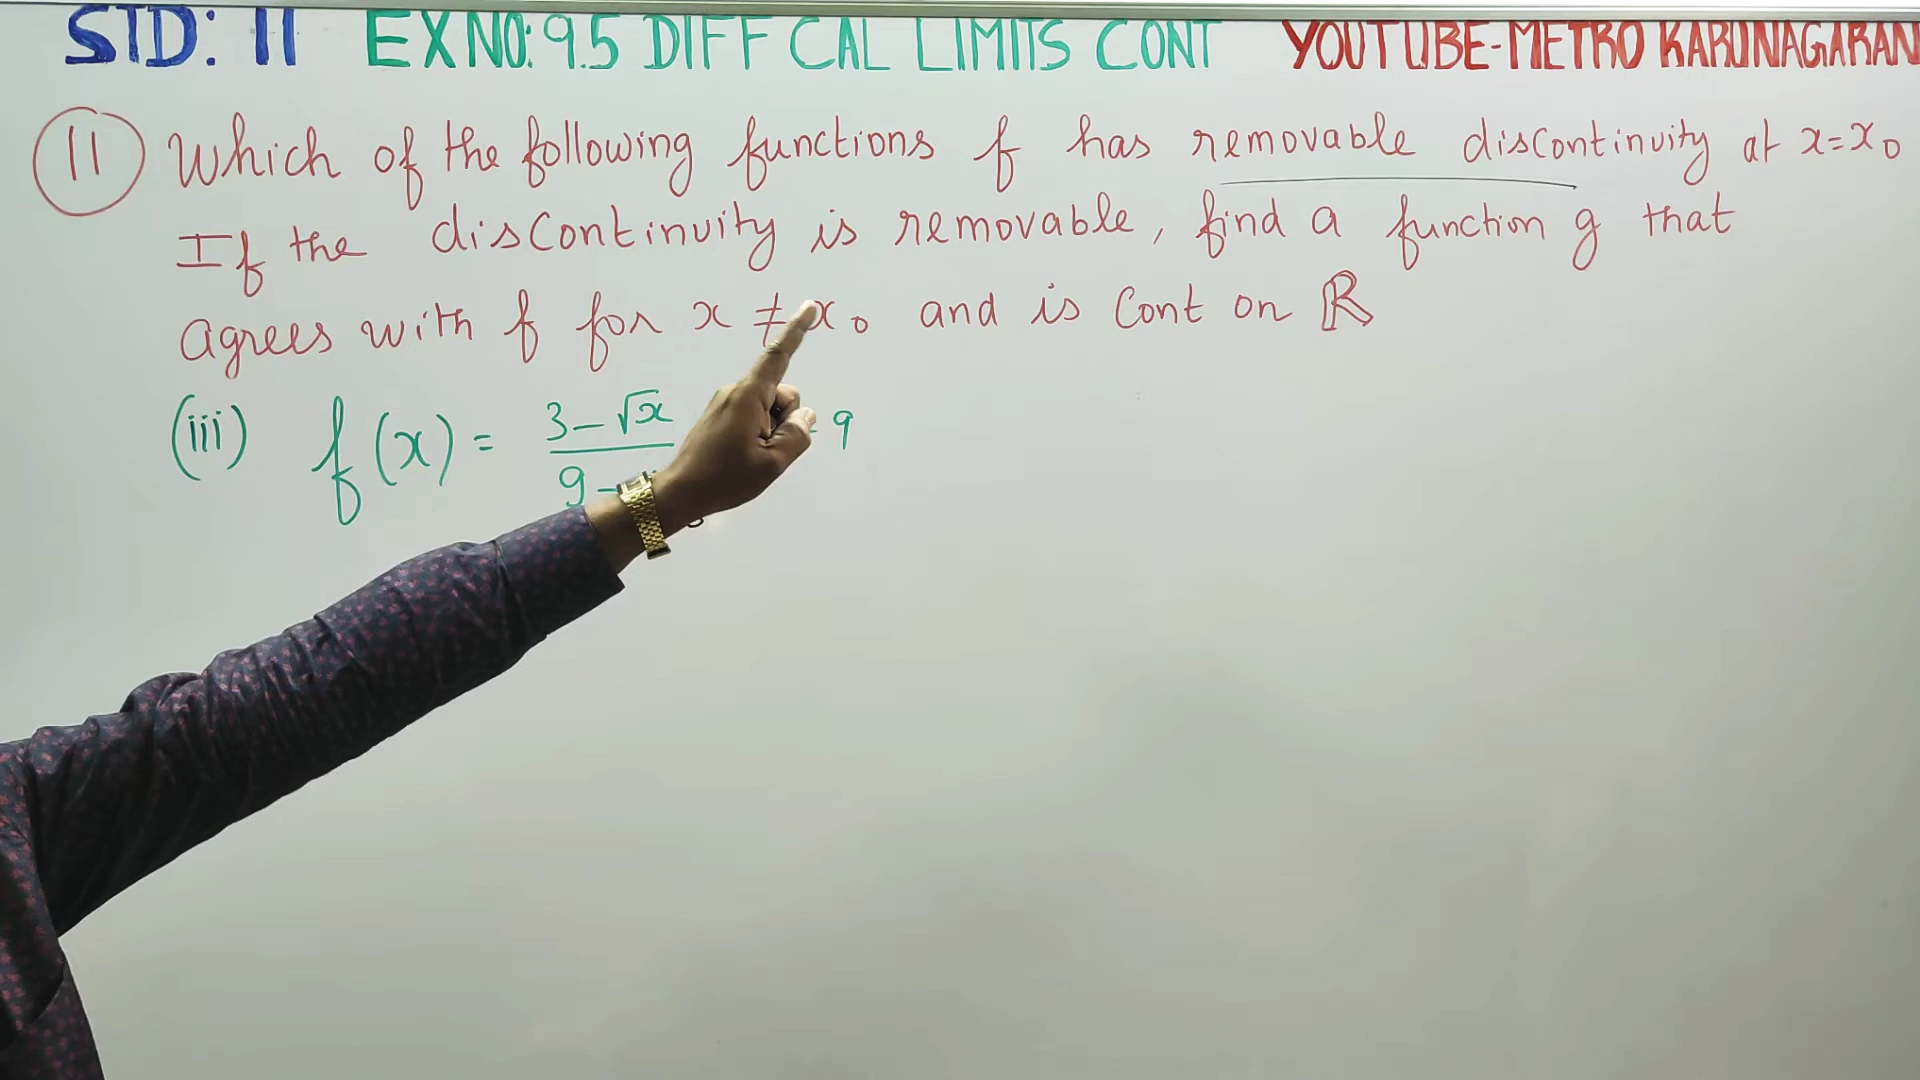 STD: 11 EX NO: 9.5 DIFF CAL LIMITS CONT YOUTUBE-METRO KARUNAGARAN
11 Which of the following functions f has removable discontinuity at x=x₀
If the discontinuity is removable, find a function g that
agrees with f for x ≠ x₀ and is Cont on ℝ
(iii) f(x) = 3-√x 9
9-